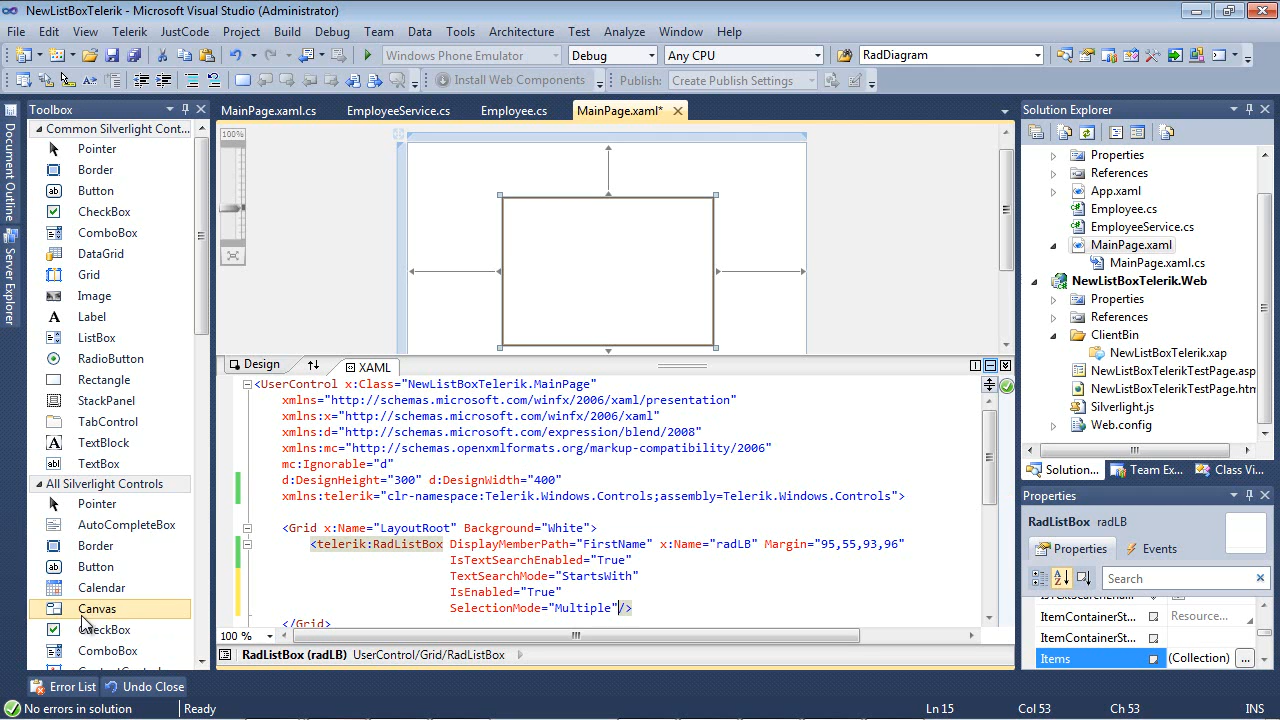 NewListBoxTelerik - Microsoft Visual Studio (Administrator)
File Edit View Telerik JustCode Project Build Debug Team Data Tools Architecture Test Analyze Window Help
Windows Phone Emulator Debug Any CPU RadDiagram
Install Web Components Publish: Create Publish Settings
Document Outline
Server Explorer
Toolbox
Common Silverlight Cont...
Pointer
Border
Button
CheckBox
ComboBox
DataGrid
Grid
Image
Label
ListBox
RadioButton
Rectangle
StackPanel
TabControl
TextBlock
TextBox
All Silverlight Controls
Pointer
AutoCompleteBox
Border
Button
Calendar
Canvas
CheckBox
ComboBox
MainPage.xaml.cs EmployeeService.cs Employee.cs MainPage.xaml*
100%
Design XAML
<UserControl x:Class="NewListBoxTelerik.MainPage"
xmlns="http://schemas.microsoft.com/winfx/2006/xaml/presentation"
xmlns:x="http://schemas.microsoft.com/winfx/2006/xaml"
xmlns:d="http://schemas.microsoft.com/expression/blend/2008"
xmlns:mc="http://schemas.openxmlformats.org/markup-compatibility/2006"
mc:Ignorable="d"
d:DesignHeight="300" d:DesignWidth="400"
xmlns:telerik="clr-namespace:Telerik.Windows.Controls;assembly=Telerik.Windows.Controls">
<Grid x:Name="LayoutRoot" Background="White">
<telerik:RadListBox DisplayMemberPath="FirstName" x:Name="radLB" Margin="95,55,93,96"
IsTextSearchEnabled="True"
TextSearchMode="StartsWith"
IsEnabled="True"
SelectionMode="Multiple"/>
</Grid>
100 %
RadListBox (radLB) UserControl/Grid/RadListBox
Solution Explorer
Properties
References
App.xaml
Employee.cs
EmployeeService.cs
MainPage.xaml
MainPage.xaml.cs
NewListBoxTelerik.Web
Properties
References
ClientBin
NewListBoxTelerik.xap
NewListBoxTelerikTestPage.asp
NewListBoxTelerikTestPage.htm
Silverlight.js
Web.config
Solution... Team Ex... Class Vi...
Properties
RadListBox radLB
Properties Events
Search
ItemContainerSt... Resource...
ItemContainerSt...
Items (Collection) ...
Error List Undo Close
No errors in solution Ready Ln 15 Col 53 Ch 53 INS